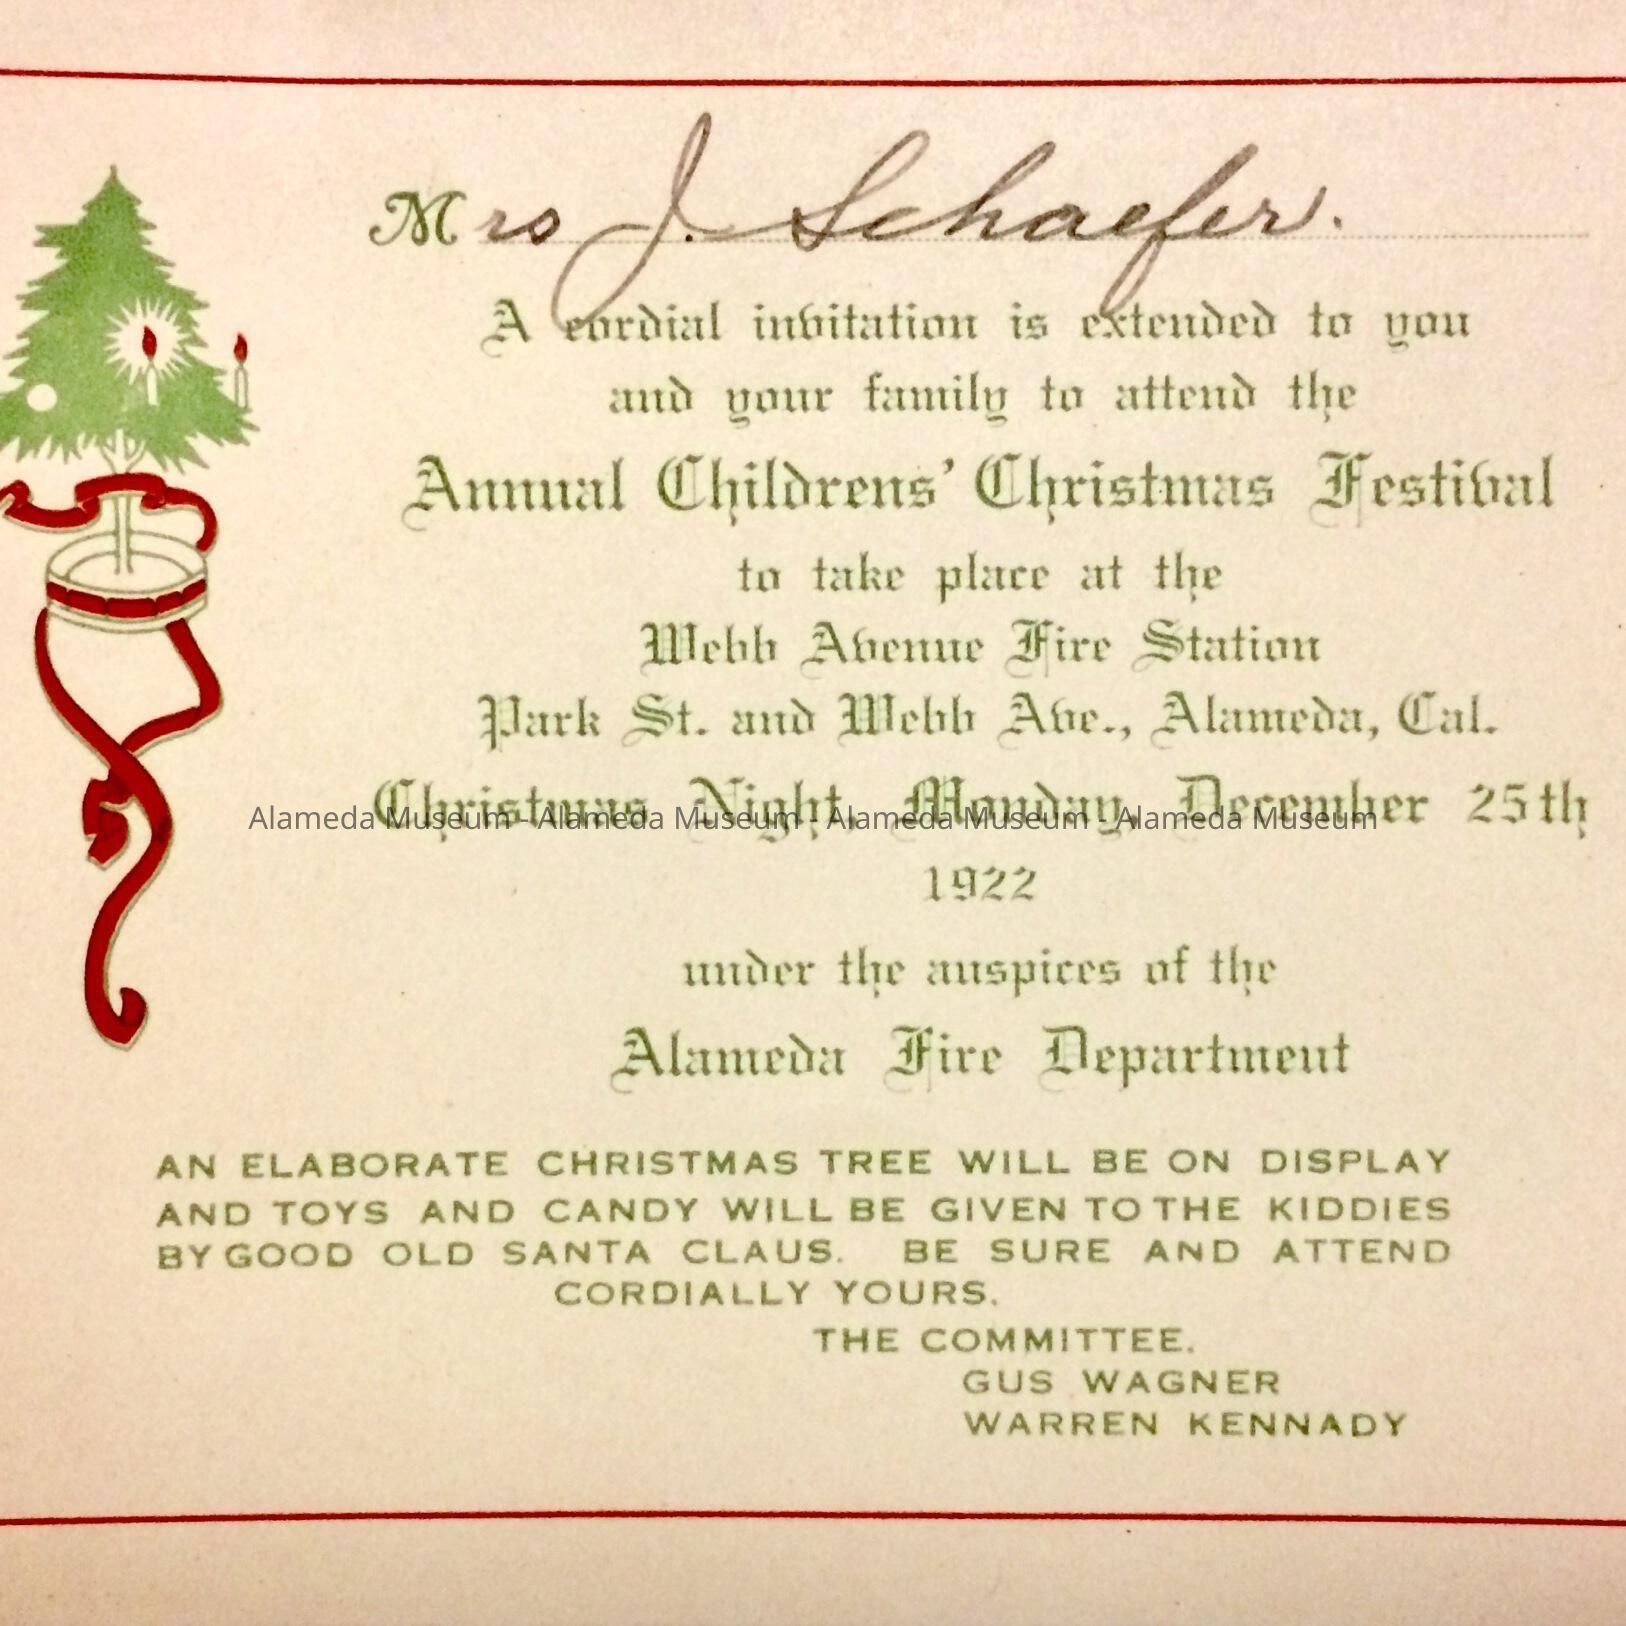 Mrs J. Schaefer.
A cordial invitation is extended to you
and your family to attend the
Annual Childrens' Christmas Festival
to take place at the
Webb Avenue Fire Station
Park St. and Webb Ave., Alameda, Cal.
Christmas Night, Monday, December 25th
Alameda Museum - Alameda Museum - Alameda Museum - Alameda Museum
1922
under the auspices of the
Alameda Fire Department
AN ELABORATE CHRISTMAS TREE WILL BE ON DISPLAY
AND TOYS AND CANDY WILL BE GIVEN TO THE KIDDIES
BY GOOD OLD SANTA CLAUS. BE SURE AND ATTEND
CORDIALLY YOURS,
THE COMMITTEE.
GUS WAGNER
WARREN KENNADY